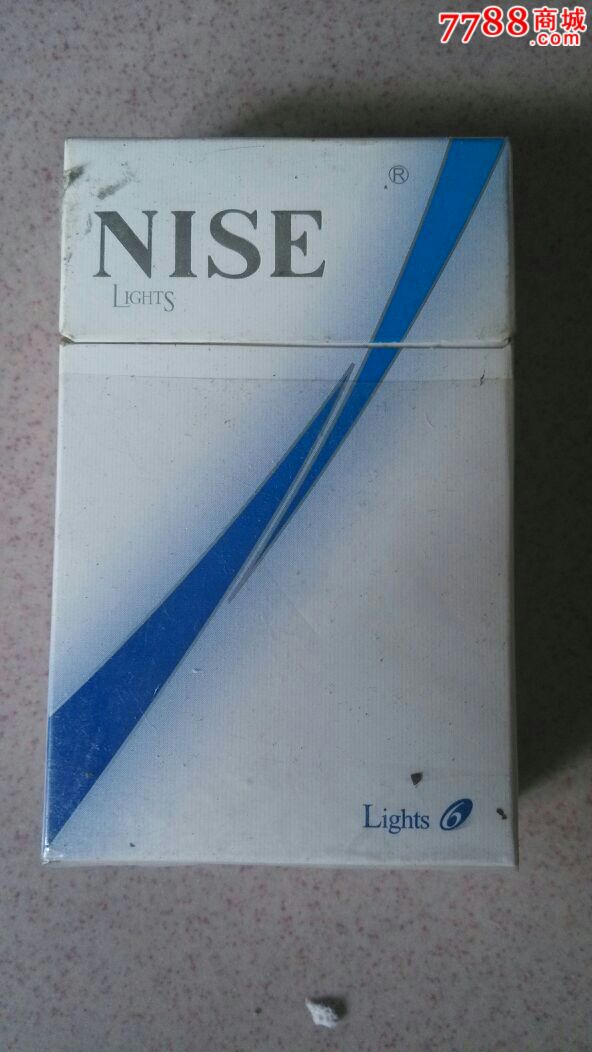 7788商城
.com
®
NISE
LIGHTS
Lights 6